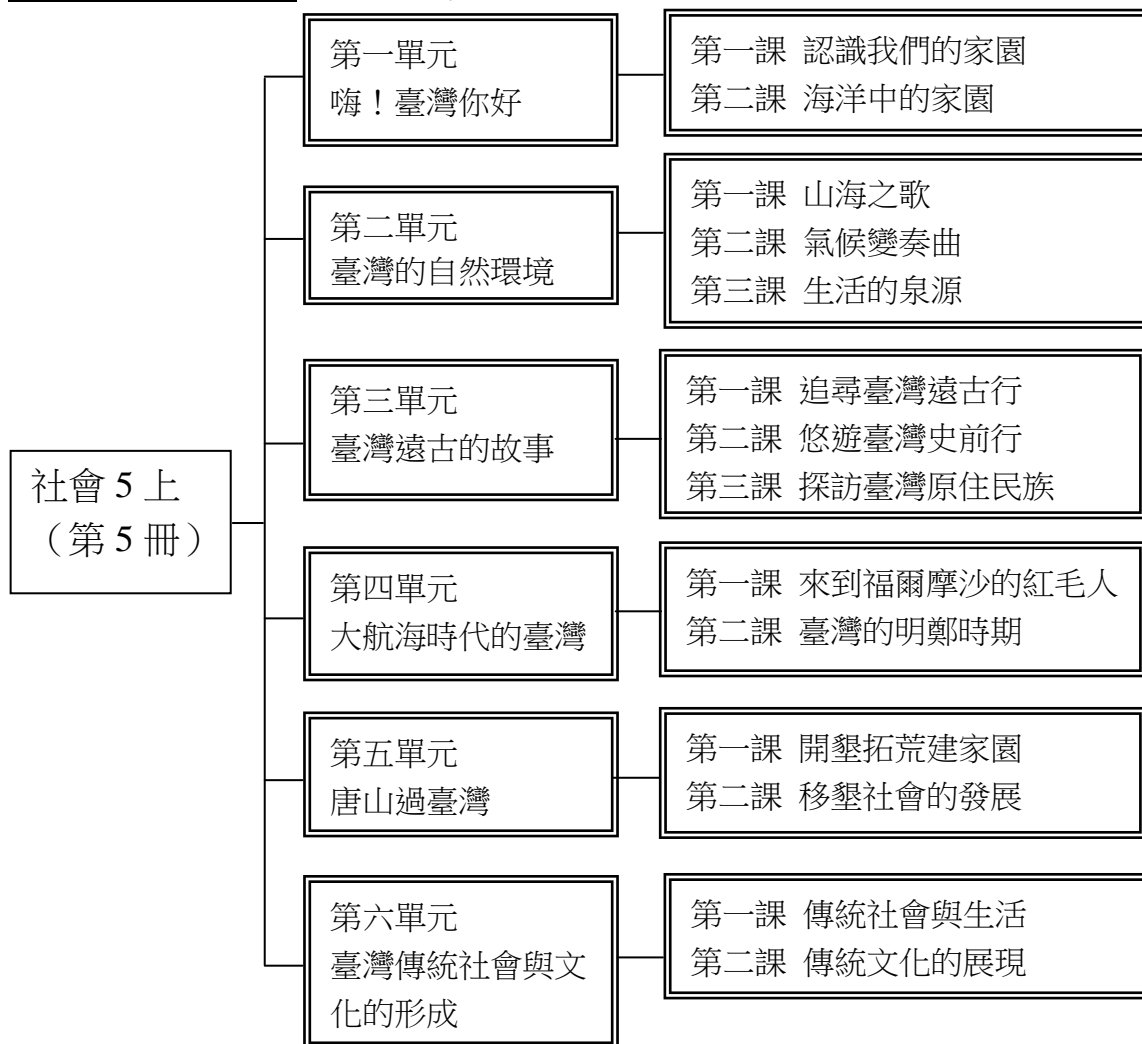 第一單元
嗨！臺灣你好
第一課 認識我們的家園
第二課 海洋中的家園
第二單元
臺灣的自然環境
第一課 山海之歌
第二課 氣候變奏曲
第三課 生活的泉源
第三單元
臺灣遠古的故事
第一課 追尋臺灣遠古行
第二課 悠遊臺灣史前行
第三課 探訪臺灣原住民族
社會 5 上
（第 5 冊）
第四單元
大航海時代的臺灣
第一課 來到福爾摩沙的紅毛人
第二課 臺灣的明鄭時期
第五單元
唐山過臺灣
第一課 開墾拓荒建家園
第二課 移墾社會的發展
第六單元
臺灣傳統社會與文
化的形成
第一課 傳統社會與生活
第二課 傳統文化的展現